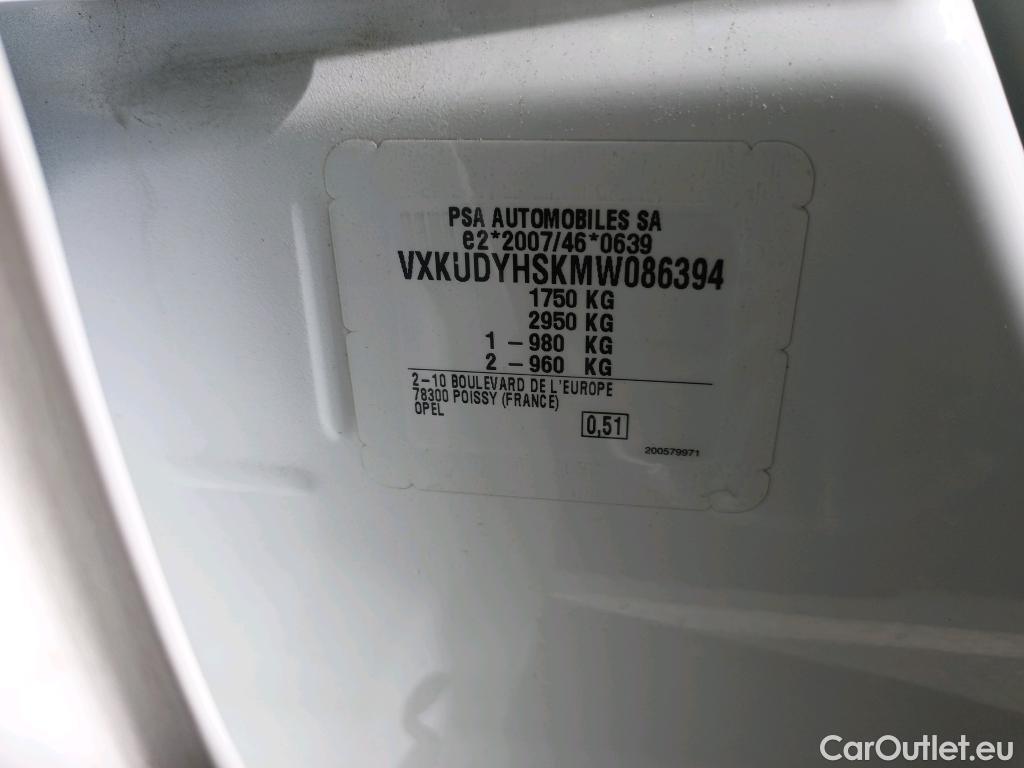 PSA AUTOMOBILES SA
e2*2007/46*0639
VXKUDYHSKMW086394
1750 KG
2950 KG
1 – 980 KG
2 – 960 KG
2–10 BOULEVARD DE L'EUROPE
78300 POISSY (FRANCE)
OPEL
0,51
200579971
CarOutlet.eu